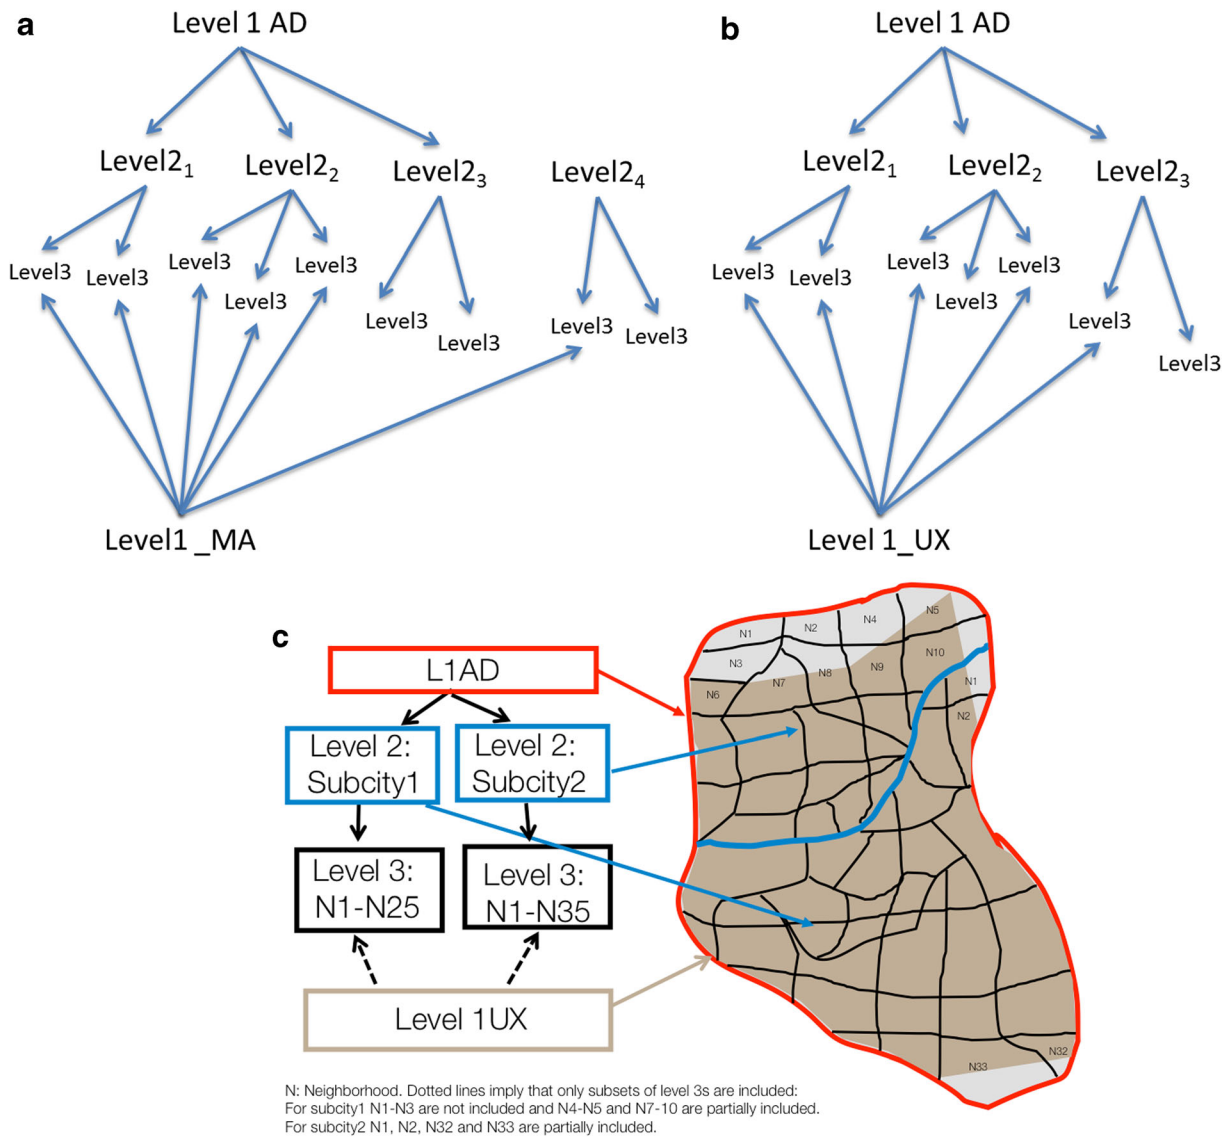 a
Level 1 AD
Level2₁
Level2₂
Level2₃
Level2₄
Level3
Level3
Level3
Level3
Level3
Level3
Level3
Level3
Level3
Level1 _MA
b
Level 1 AD
Level2₁
Level2₂
Level2₃
Level3
Level3
Level3
Level3
Level3
Level3
Level3
Level 1_UX
c
L1AD
Level 2:
Subcity1
Level 2:
Subcity2
Level 3:
N1-N25
Level 3:
N1-N35
Level 1UX
N1
N2
N4
N5
N3
N6
N7
N8
N9
N10
N1
N2
N33
N32
N: Neighborhood. Dotted lines imply that only subsets of level 3s are included:
For subcity1 N1-N3 are not included and N4-N5 and N7-10 are partially included.
For subcity2 N1, N2, N32 and N33 are partially included.